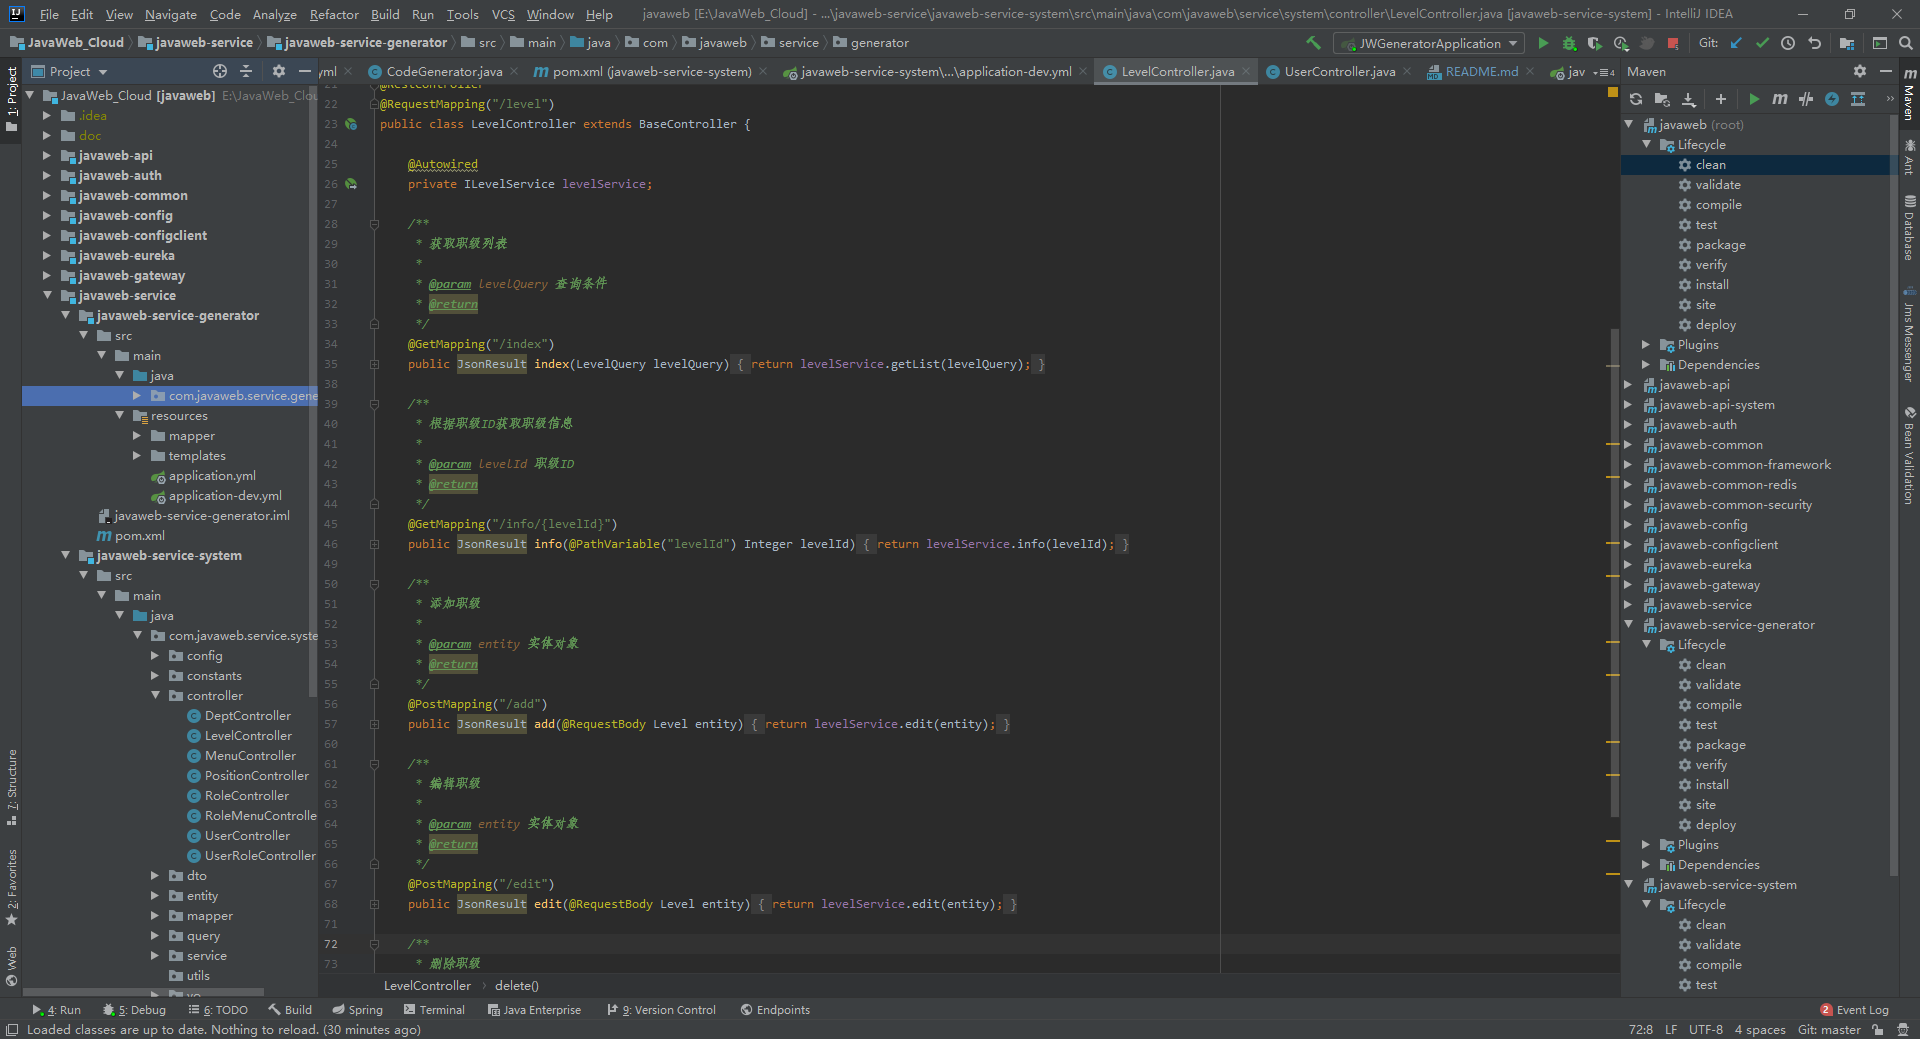 File Edit View Navigate Code Analyze Refactor Build Run Tools VCS Window Help javaweb [E:\JavaWeb_Cloud] - ...\javaweb-service\javaweb-service-system\src\main\java\com\javaweb\service\system\controller\LevelController.java [javaweb-service-system] - IntelliJ IDEA
JavaWeb_Cloud javaweb-service javaweb-service-generator src main java com javaweb service generator JWGeneratorApplication Git:
Project yml CodeGenerator.java pom.xml (javaweb-service-system) javaweb-service-system\...\application-dev.yml LevelController.java UserController.java README.md jav Maven
1: Project
7: Structure
2: Favorites
Web
JavaWeb_Cloud [javaweb] E:\JavaWeb_Clou
.idea
doc
javaweb-api
javaweb-auth
javaweb-common
javaweb-config
javaweb-configclient
javaweb-eureka
javaweb-gateway
javaweb-service
javaweb-service-generator
src
main
java
com.javaweb.service.gene
resources
mapper
templates
application.yml
application-dev.yml
javaweb-service-generator.iml
pom.xml
javaweb-service-system
src
main
java
com.javaweb.service.syste
config
constants
controller
DeptController
LevelController
MenuController
PositionController
RoleController
RoleMenuControlle
UserController
UserRoleController
dto
entity
mapper
query
service
utils
vo
21 @RestController
22 @RequestMapping("/level")
23 public class LevelController extends BaseController {
24
25 @Autowired
26 private ILevelService levelService;
27
28 /**
29 * 获取职级列表
30 *
31 * @param levelQuery 查询条件
32 * @return
33 */
34 @GetMapping("/index")
35 public JsonResult index(LevelQuery levelQuery) { return levelService.getList(levelQuery); }
38
39 /**
40 * 根据职级ID获取职级信息
41 *
42 * @param levelId 职级ID
43 * @return
44 */
45 @GetMapping("/info/{levelId}")
46 public JsonResult info(@PathVariable("levelId") Integer levelId) { return levelService.info(levelId); }
49
50 /**
51 * 添加职级
52 *
53 * @param entity 实体对象
54 * @return
55 */
56 @PostMapping("/add")
57 public JsonResult add(@RequestBody Level entity) { return levelService.edit(entity); }
60
61 /**
62 * 编辑职级
63 *
64 * @param entity 实体对象
65 * @return
66 */
67 @PostMapping("/edit")
68 public JsonResult edit(@RequestBody Level entity) { return levelService.edit(entity); }
71
72 /**
73 * 删除职级
LevelController delete()
javaweb (root)
Lifecycle
clean
validate
compile
test
package
verify
install
site
deploy
Plugins
Dependencies
javaweb-api
javaweb-api-system
javaweb-auth
javaweb-common
javaweb-common-framework
javaweb-common-redis
javaweb-common-security
javaweb-config
javaweb-configclient
javaweb-eureka
javaweb-gateway
javaweb-service
javaweb-service-generator
Lifecycle
clean
validate
compile
test
package
verify
install
site
deploy
Plugins
Dependencies
javaweb-service-system
Lifecycle
clean
validate
compile
test
Maven
Ant
Database
Jms Messenger
Bean Validation
4: Run 5: Debug 6: TODO Build Spring Terminal Java Enterprise 9: Version Control Endpoints 2 Event Log
Loaded classes are up to date. Nothing to reload. (30 minutes ago) 72:8 LF UTF-8 4 spaces Git: master